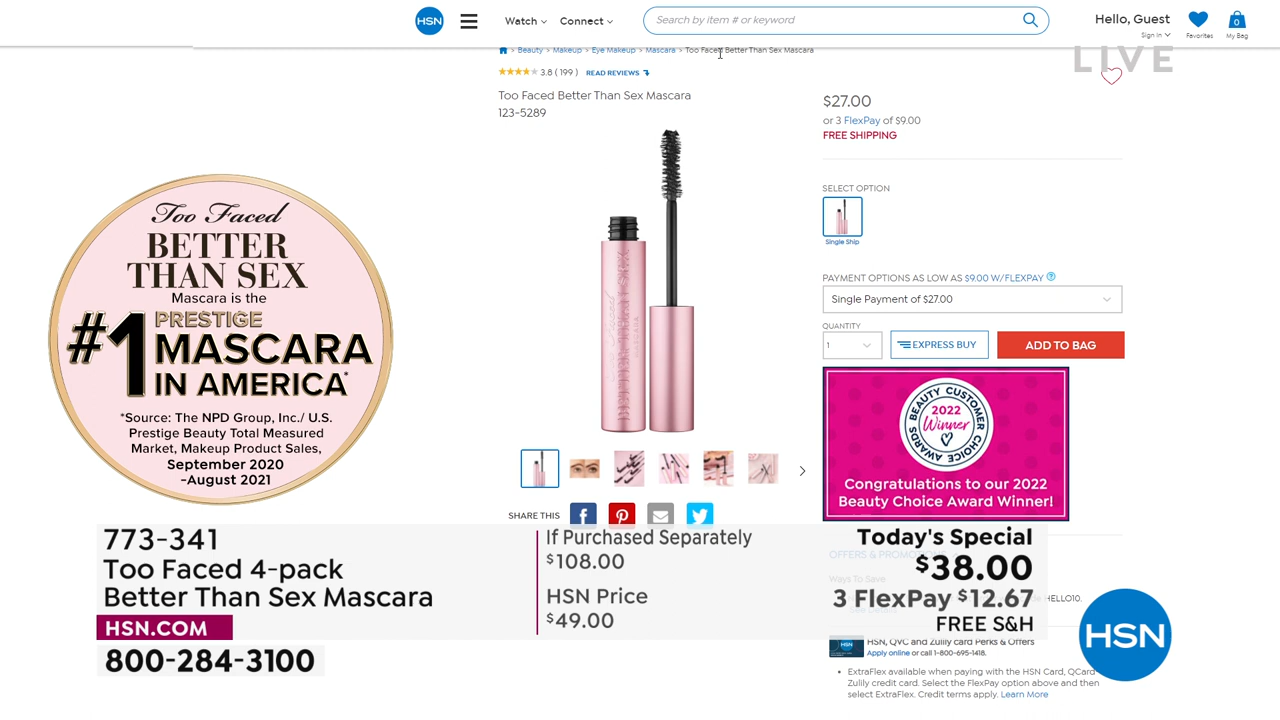 HSN
Watch
Connect
Search by item # or keyword
Hello, Guest
Sign in
Favorites
0
My Bag
LIVE
> Beauty > Makeup > Eye Makeup > Mascara > Too Faced Better Than Sex Mascara
3.8 ( 199 ) READ REVIEWS
Too Faced Better Than Sex Mascara
123-5289
$27.00
or 3 FlexPay of $9.00
FREE SHIPPING
SELECT OPTION
Single Ship
PAYMENT OPTIONS AS LOW AS $9.00 W/FLEXPAY ?
Single Payment of $27.00
QUANTITY
1
EXPRESS BUY
ADD TO BAG
Too Faced
BETTER
THAN SEX
Mascara is the
#1 PRESTIGE
MASCARA
IN AMERICA*
*Source: The NPD Group, Inc./ U.S.
Prestige Beauty Total Measured
Market, Makeup Product Sales,
September 2020
-August 2021
BEAUTY CUSTOMER
CHOICE AWARDS
2022
Winner
Congratulations to our 2022
Beauty Choice Award Winner!
SHARE THIS
773-341
Too Faced 4-pack
Better Than Sex Mascara
HSN.COM
800-284-3100
If Purchased Separately
$108.00
HSN Price
$49.00
Today's Special
$38.00
3 FlexPay $12.67
FREE S&H
OFFERS & PROMOTIONS
Ways To Save
HELLO10.
HSN
HSN, QVC and Zulily card Perks & Offers
Apply online or call 1-800-695-1418.
• ExtraFlex available when paying with the HSN Card, QCard
Zulily credit card. Select the FlexPay option above and then
select ExtraFlex. Credit terms apply. Learn More
HSN